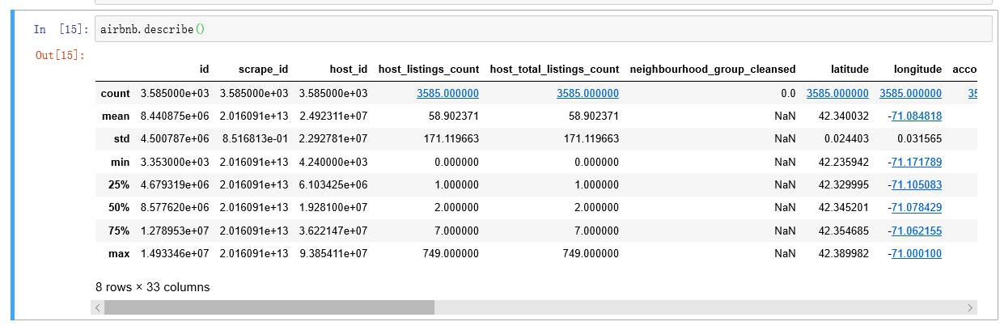 In [15]: airbnb.describe()
Out[15]:
id scrape_id host_id host_listings_count host_total_listings_count neighbourhood_group_cleansed latitude longitude acco
count 3.585000e+03 3.585000e+03 3.585000e+03 3585.000000 3585.000000 0.0 3585.000000 3585.000000 35
mean 8.440875e+06 2.016091e+13 2.492311e+07 58.902371 58.902371 NaN 42.340032 -71.084818
std 4.500787e+06 8.516813e-01 2.292781e+07 171.119663 171.119663 NaN 0.024403 0.031565
min 3.353000e+03 2.016091e+13 4.240000e+03 0.000000 0.000000 NaN 42.235942 -71.171789
25% 4.679319e+06 2.016091e+13 6.103425e+06 1.000000 1.000000 NaN 42.329995 -71.105083
50% 8.577620e+06 2.016091e+13 1.928100e+07 2.000000 2.000000 NaN 42.345201 -71.078429
75% 1.278953e+07 2.016091e+13 3.622147e+07 7.000000 7.000000 NaN 42.354685 -71.062155
max 1.493346e+07 2.016091e+13 9.385411e+07 749.000000 749.000000 NaN 42.389982 -71.000100
8 rows × 33 columns